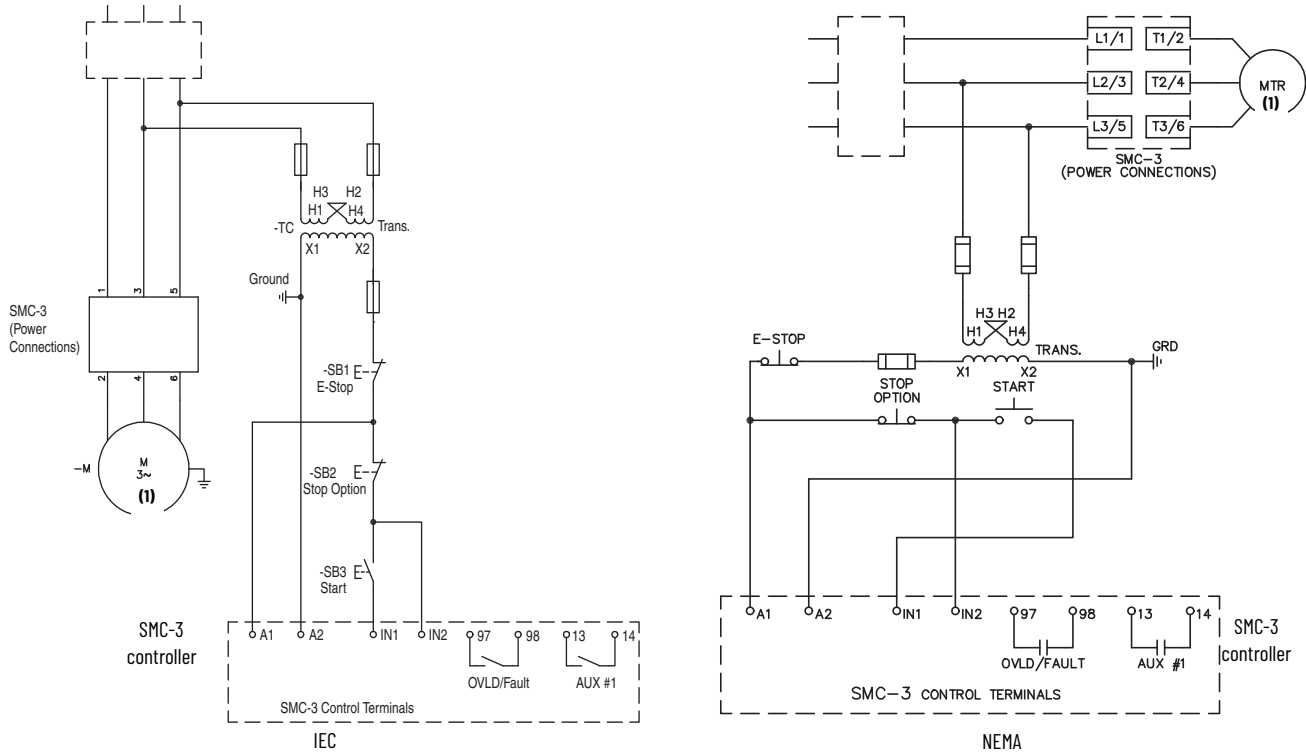 H3 H2
H1 H4
-TC
Trans.
X1 X2
Ground
1 3 5
SMC-3
(Power
Connections)
2 4 6
-SB1
E-Stop
-M
M
3~
(1)
-SB2
Stop Option
-SB3
Start
SMC-3
controller
A1 A2 IN1 IN2 97 98 13 14
OVLD/Fault AUX #1
SMC-3 Control Terminals
IEC
L1/1 T1/2
L2/3 T2/4
L3/5 T3/6
MTR
(1)
SMC-3
(POWER CONNECTIONS)
H3 H2
H1 H4
E-STOP
TRANS.
GRD
X1 X2
STOP
OPTION
START
A1 A2 IN1 IN2 97 98 13 14
OVLD/FAULT AUX #1
SMC-3 CONTROL TERMINALS
SMC-3
controller
NEMA